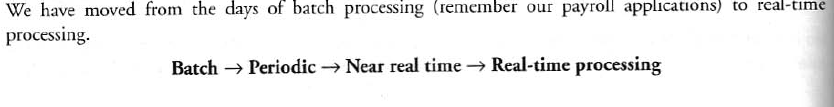 We have moved from the days of batch processing (remember our payroll applications) to real-time
processing.
Batch → Periodic → Near real time → Real-time processing